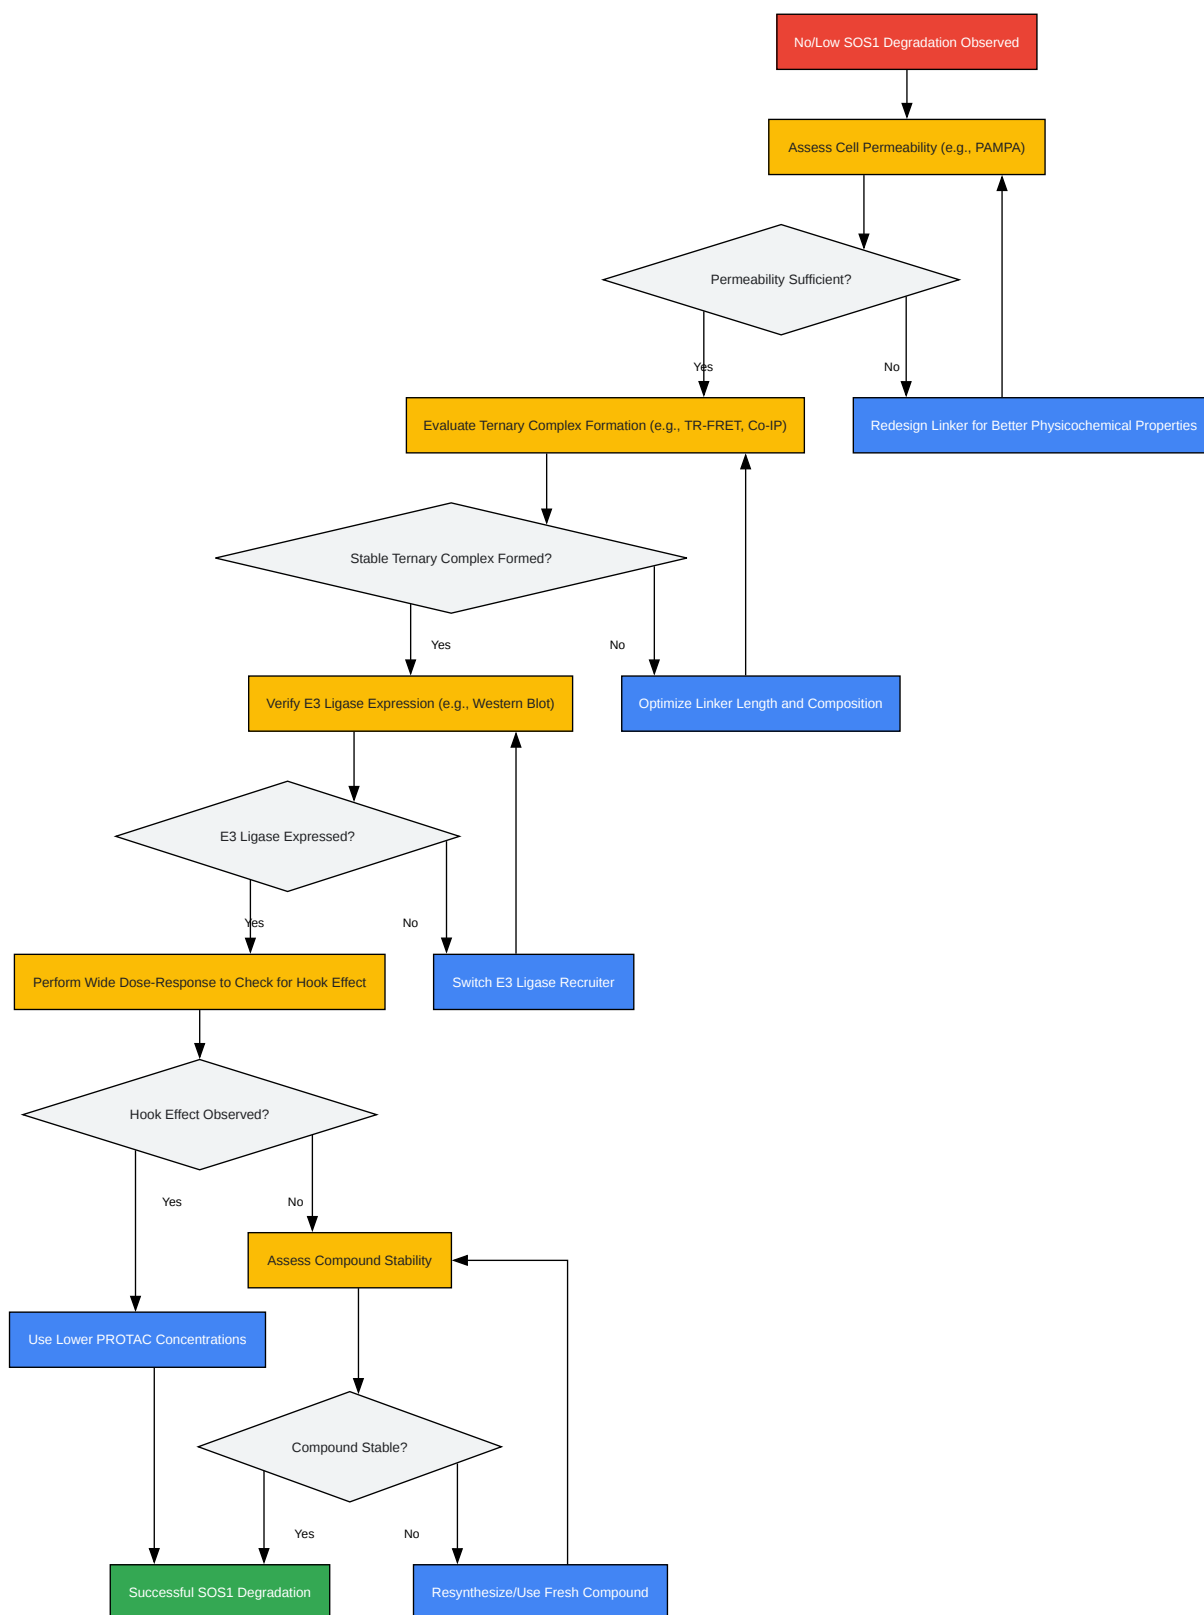 No/Low SOS1 Degradation Observed
Assess Cell Permeability (e.g., PAMPA)
Permeability Sufficient?
Yes
No
Evaluate Ternary Complex Formation (e.g., TR-FRET, Co-IP)
Redesign Linker for Better Physicochemical Properties
Stable Ternary Complex Formed?
Yes
No
Verify E3 Ligase Expression (e.g., Western Blot)
Optimize Linker Length and Composition
E3 Ligase Expressed?
Yes
No
Perform Wide Dose-Response to Check for Hook Effect
Switch E3 Ligase Recruiter
Hook Effect Observed?
Yes
No
Assess Compound Stability
Use Lower PROTAC Concentrations
Compound Stable?
Yes
No
Successful SOS1 Degradation
Resynthesize/Use Fresh Compound